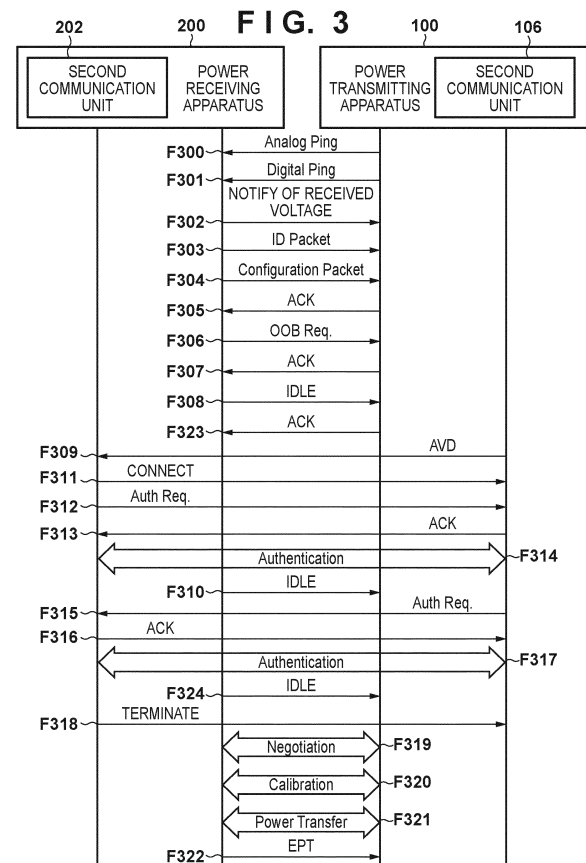 FIG. 3
202
200
100
106
SECOND
COMMUNICATION
UNIT
POWER
RECEIVING
APPARATUS
POWER
TRANSMITTING
APPARATUS
SECOND
COMMUNICATION
UNIT
Analog Ping
F300
Digital Ping
F301
NOTIFY OF RECEIVED
VOLTAGE
F302
ID Packet
F303
Configuration Packet
F304
ACK
F305
OOB Req.
F306
ACK
F307
IDLE
F308
ACK
F323
AVD
F309
CONNECT
F311
Auth Req.
F312
ACK
F313
Authentication
F314
IDLE
F310
Auth Req.
F315
ACK
F316
Authentication
F317
IDLE
F324
TERMINATE
F318
Negotiation
F319
Calibration
F320
Power Transfer
F321
EPT
F322